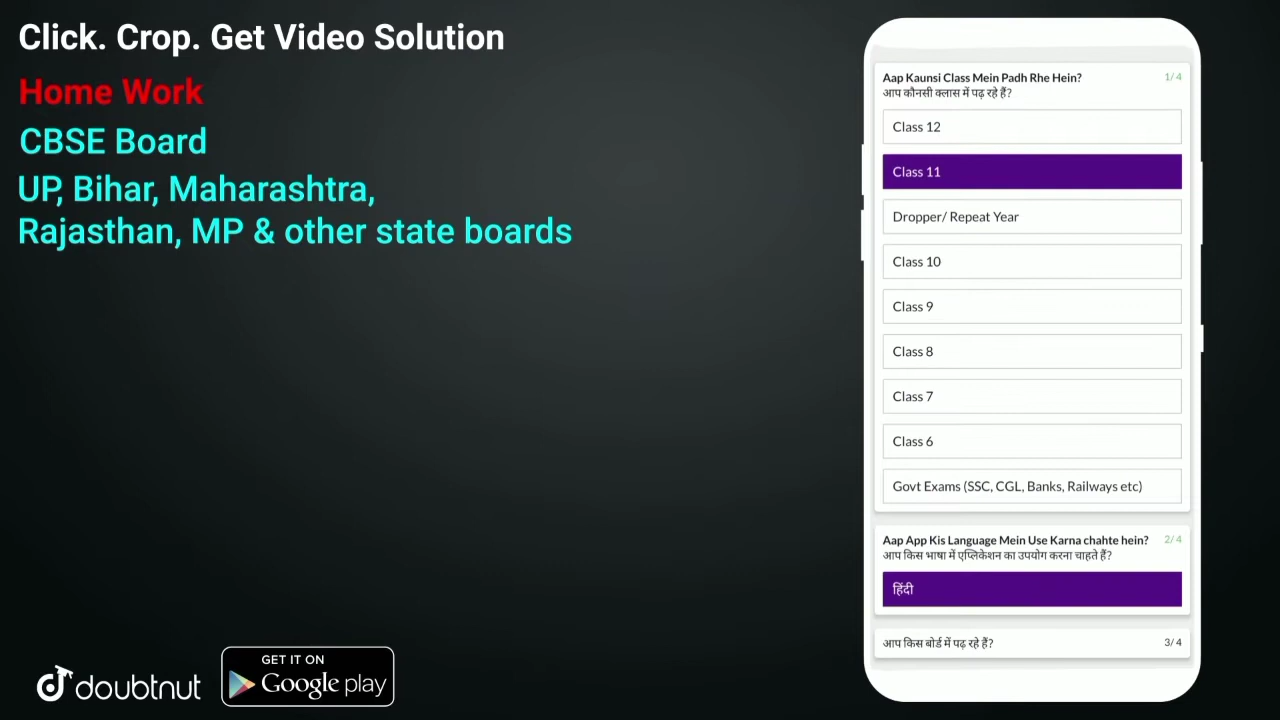 Click. Crop. Get Video Solution
Home Work
CBSE Board
UP, Bihar, Maharashtra,
Rajasthan, MP & other state boards
Aap Kaunsi Class Mein Padh Rhe Hein? 1/4
आप कौनसी क्लास में पढ़ रहे हैं?
Class 12
Class 11
Dropper/ Repeat Year
Class 10
Class 9
Class 8
Class 7
Class 6
Govt Exams (SSC, CGL, Banks, Railways etc)
Aap App Kis Language Mein Use Karna chahte hein? 2/4
आप किस भाषा में एप्लिकेशन का उपयोग करना चाहते हैं?
हिंदी
आप किस बोर्ड में पढ़ रहे हैं? 3/4
doubtnut
GET IT ON
Google play